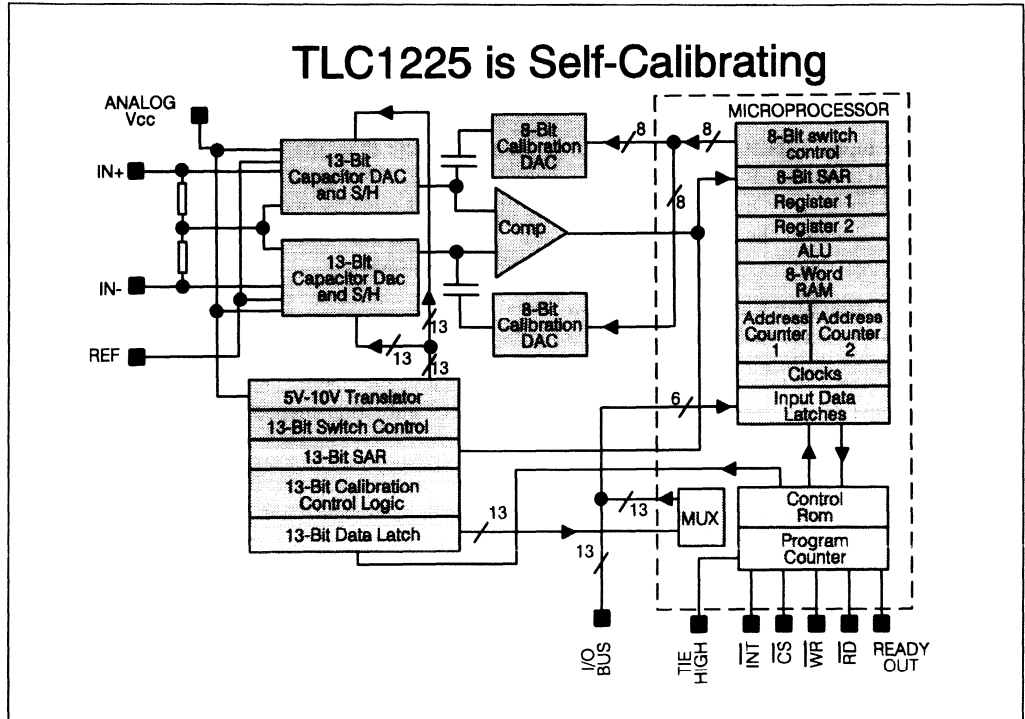 TLC1225 is Self-Calibrating
ANALOG
Vcc
IN+
IN-
REF
13-Bit
Capacitor DAC
and S/H
13-Bit
Capacitor Dac
and S/H
8-Bit
Calibration
DAC
8-Bit
Calibration
DAC
Comp
8
8
8
13
13
13
MICROPROCESSOR
8-Bit switch
control
8-Bit SAR
Register 1
Register 2
ALU
8-Word
RAM
Address
Counter
1
Address
Counter
2
Clocks
Input Data
Latches
6
5V-10V Translator
13-Bit Switch Control
13-Bit SAR
13-Bit Calibration
Control Logic
13-Bit Data Latch
13
13
13
MUX
Control
Rom
Program
Counter
I/O
BUS
TIE
HIGH
INT
CS
WR
RD
READY
OUT